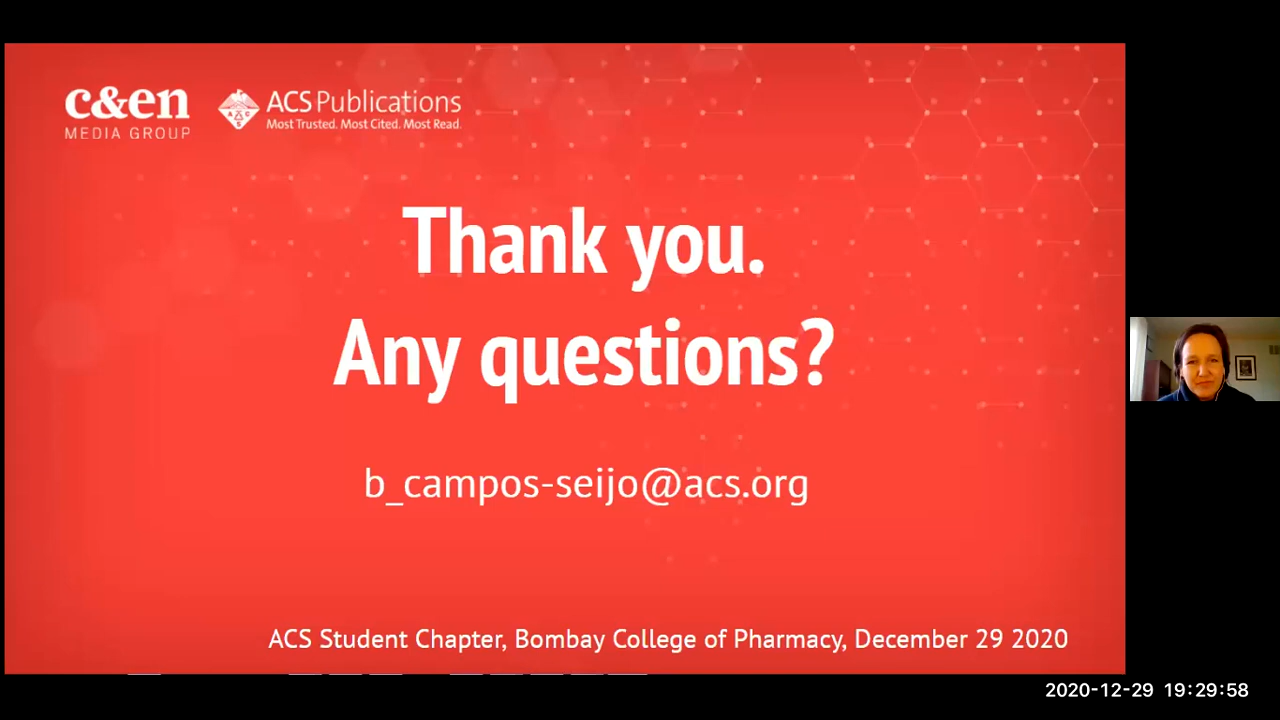 c&en
MEDIA GROUP
ACS Publications
Most Trusted. Most Cited. Most Read.
Thank you.
Any questions?
b_campos-seijo@acs.org
ACS Student Chapter, Bombay College of Pharmacy, December 29 2020
2020-12-29 19:29:58